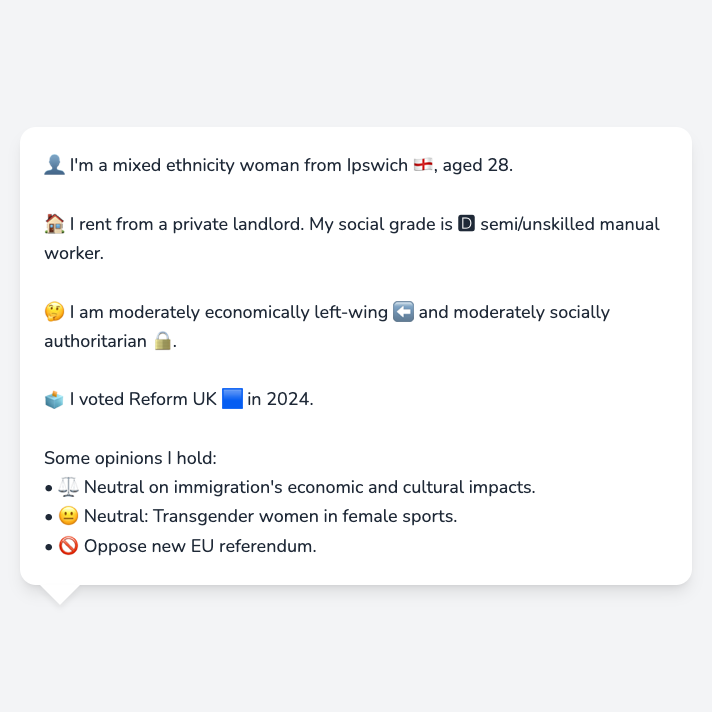 👤 I'm a mixed ethnicity woman from Ipswich 🏴󠁧󠁢󠁥󠁮󠁧󠁿, aged 28.
🏠 I rent from a private landlord. My social grade is 🅳 semi/unskilled manual
worker.
🤔 I am moderately economically left-wing ⬅️ and moderately socially
authoritarian 🔒.
🗳️ I voted Reform UK 🟦 in 2024.
Some opinions I hold:
• ⚖️ Neutral on immigration's economic and cultural impacts.
• 😐 Neutral: Transgender women in female sports.
• 🚫 Oppose new EU referendum.